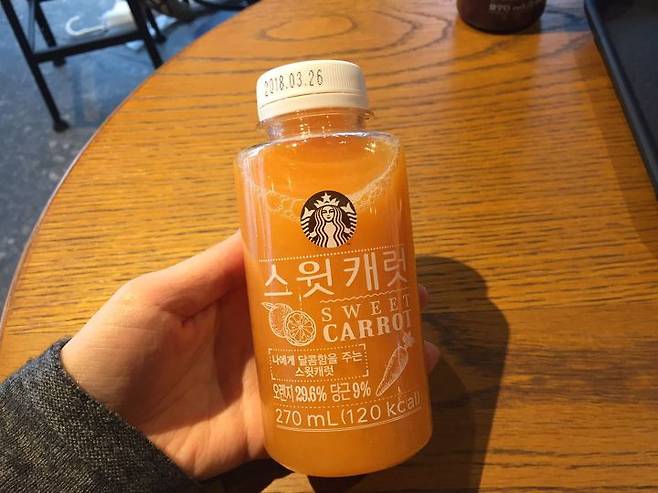 2018.03.26
스윗캐럿
SWEET
CARROT
나에게 달콤함을 주는
스윗캐럿
오렌지 29.6% 당근 9%
270 mL(120 kcal)